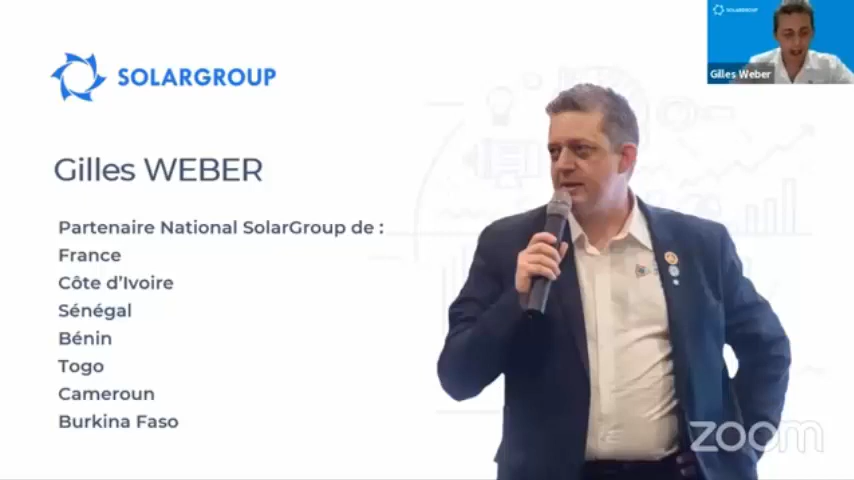 SOLARGROUP
Gilles WEBER
Partenaire National SolarGroup de :
France
Côte d'Ivoire
Sénégal
Bénin
Togo
Cameroun
Burkina Faso
SOLARGROUP
Gilles Weber
zoom